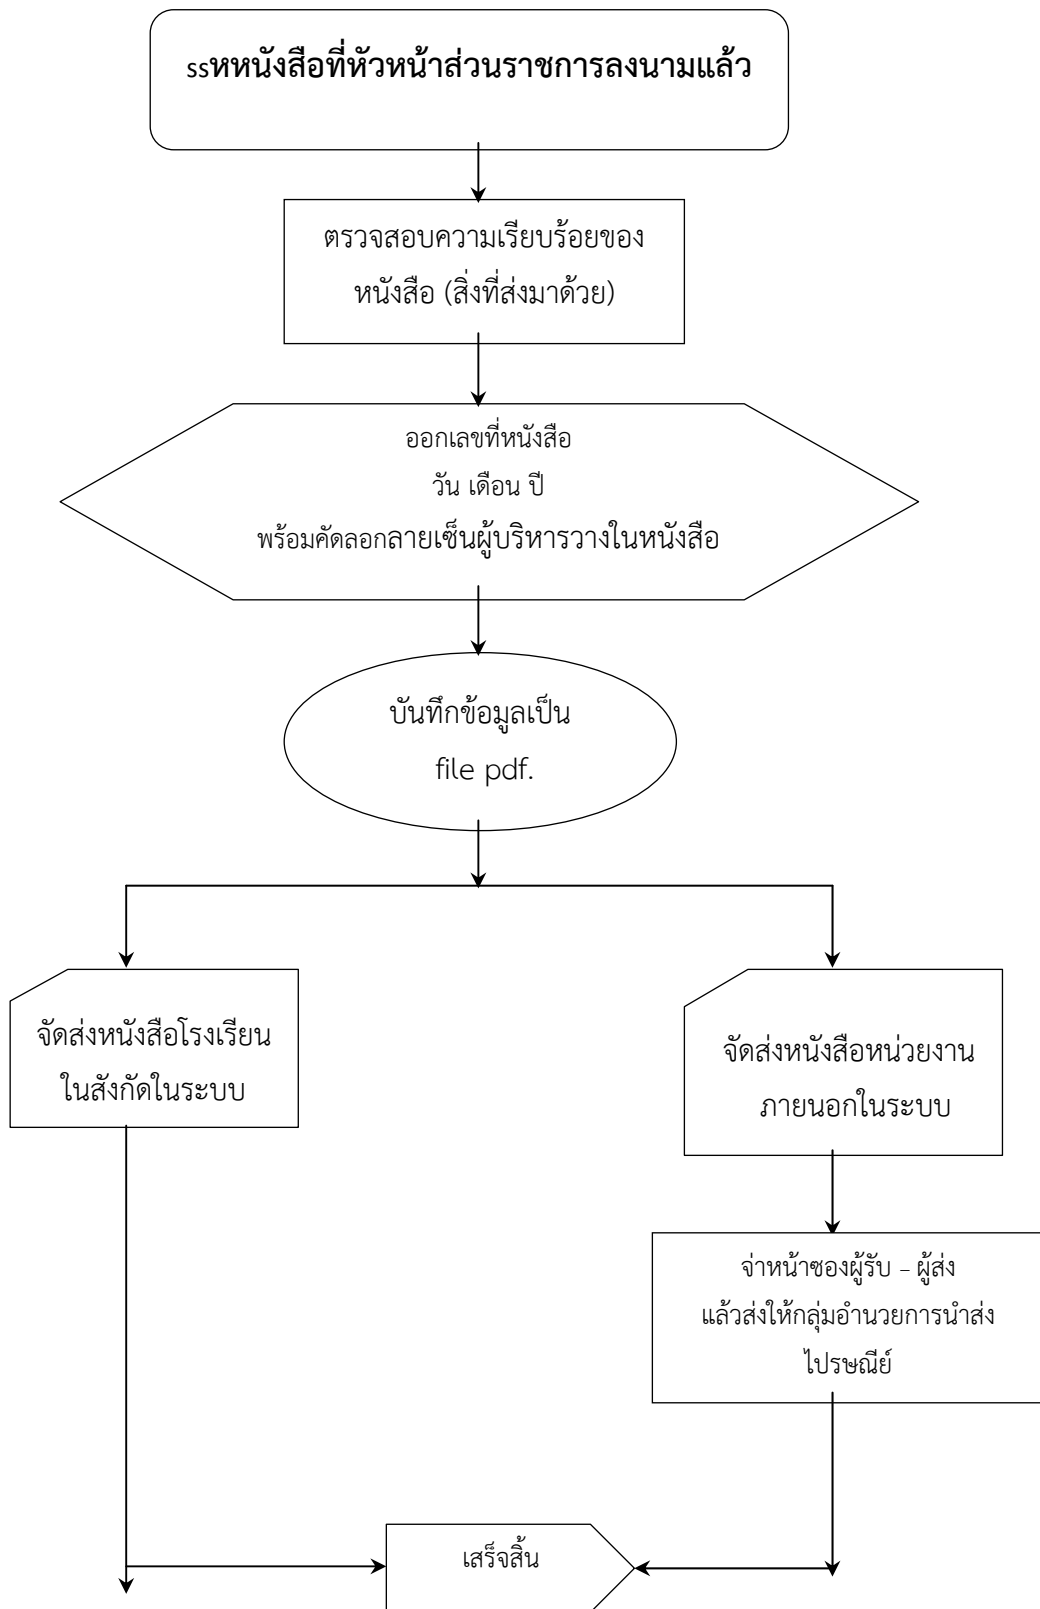 ssหหนังสือที่หัวหน้าส่วนราชการลงนามแล้ว
ตรวจสอบความเรียบร้อยของ
หนังสือ (สิ่งที่ส่งมาด้วย)
ออกเลขที่หนังสือ
วัน เดือน ปี
พร้อมคัดลอกลายเซ็นผู้บริหารวางในหนังสือ
บันทึกข้อมูลเป็น
file pdf.
จัดส่งหนังสือโรงเรียน
ในสังกัดในระบบ
จัดส่งหนังสือหน่วยงาน
ภายนอกในระบบ
จ่าหน้าซองผู้รับ – ผู้ส่ง
แล้วส่งให้กลุ่มอำนวยการนำส่ง
ไปรษณีย์
เสร็จสิ้น